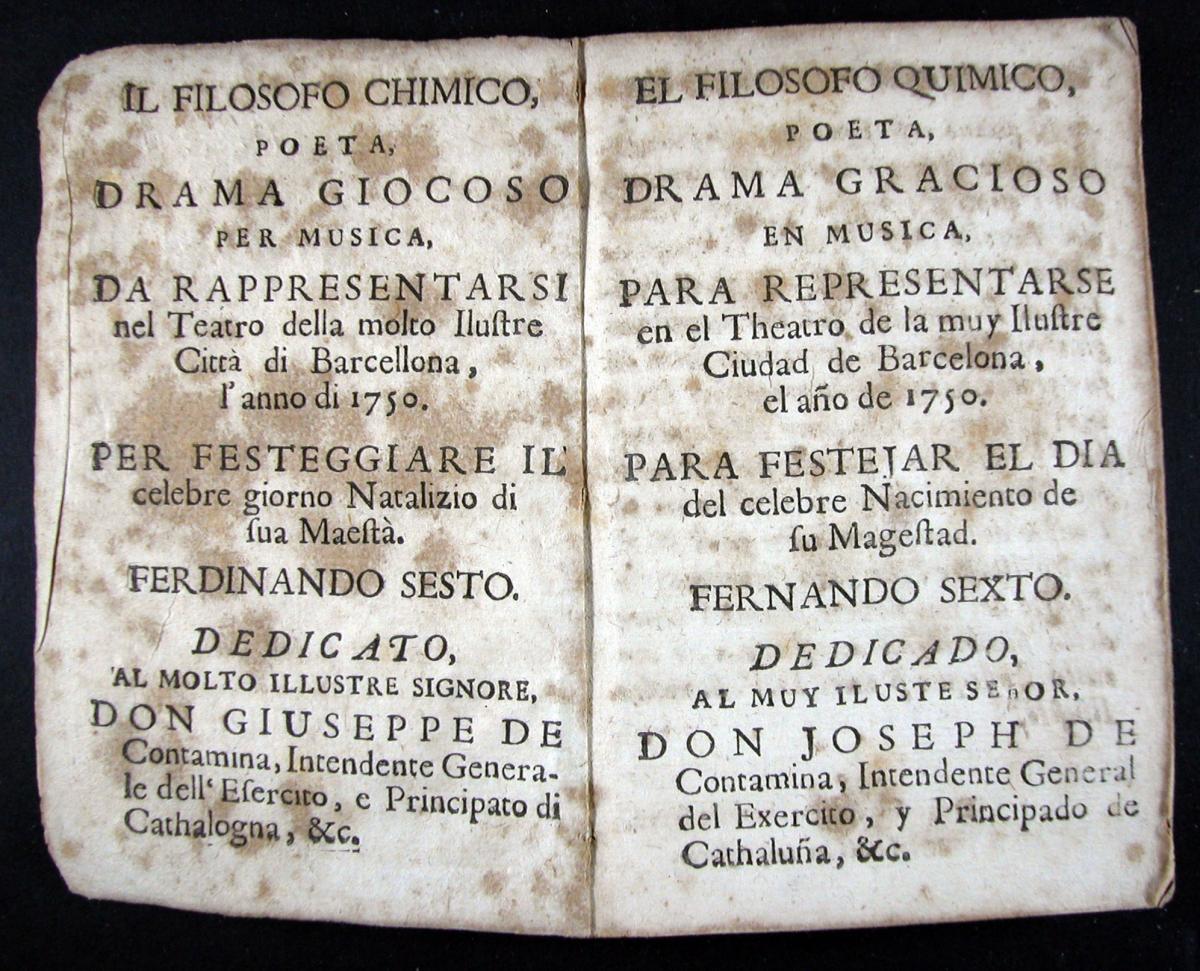 IL FILOSOFO CHIMICO,
POETA,
DRAMA GIOCOSO
PER MUSICA,
DA RAPPRESENTARSI
nel Teatro della molto Iluſtre
Città di Barcellona,
l'anno di 1750.
PER FESTEGGIARE IL
celebre giorno Natalizio di
ſua Maeſtà.
FERDINANDO SESTO.
DEDICATO,
AL MOLTO ILLUSTRE SIGNORE,
DON GIUSEPPE DE
Contamina, Intendente Genera-
le dell' Eſercito, e Principato di
Cathalogna, &c.
EL FILOSOFO QUIMICO,
POETA,
DRAMA GRACIOSO
EN MUSICA,
PARA REPRESENTARSE
en el Theatro de la muy Iluſtre
Ciudad de Barcelona,
el año de 1750.
PARA FESTEJAR EL DIA
del celebre Nacimiento de
ſu Mageſtad.
FERNANDO SEXTO.
DEDICADO,
AL MUY ILUSTE SEñOR,
DON JOSEPH DE
Contamina, Intendente General
del Exercito, y Principado de
Cathaluña, &c.